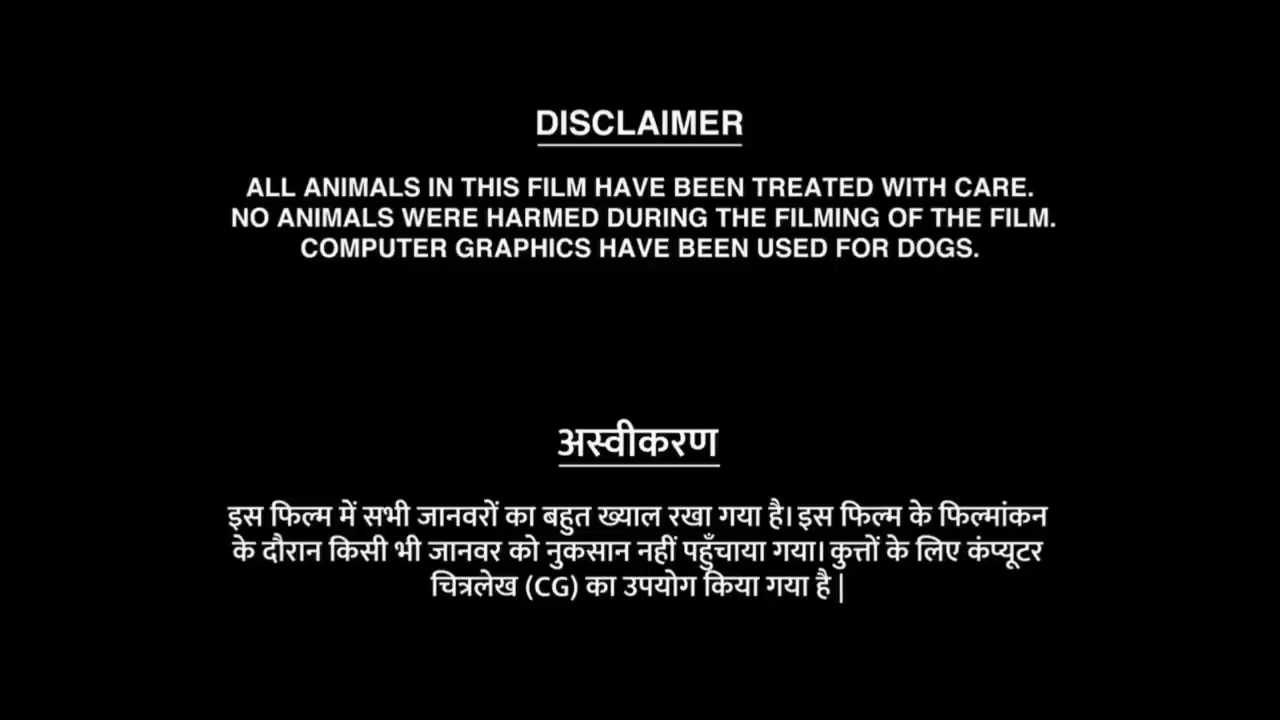 DISCLAIMER
ALL ANIMALS IN THIS FILM HAVE BEEN TREATED WITH CARE.
NO ANIMALS WERE HARMED DURING THE FILMING OF THE FILM.
COMPUTER GRAPHICS HAVE BEEN USED FOR DOGS.
अस्वीकरण
इस फिल्म में सभी जानवरों का बहुत ख्याल रखा गया है। इस फिल्म के फिल्मांकन
के दौरान किसी भी जानवर को नुकसान नहीं पहुँचाया गया। कुत्तों के लिए कंप्यूटर
चित्रलेख (CG) का उपयोग किया गया है |